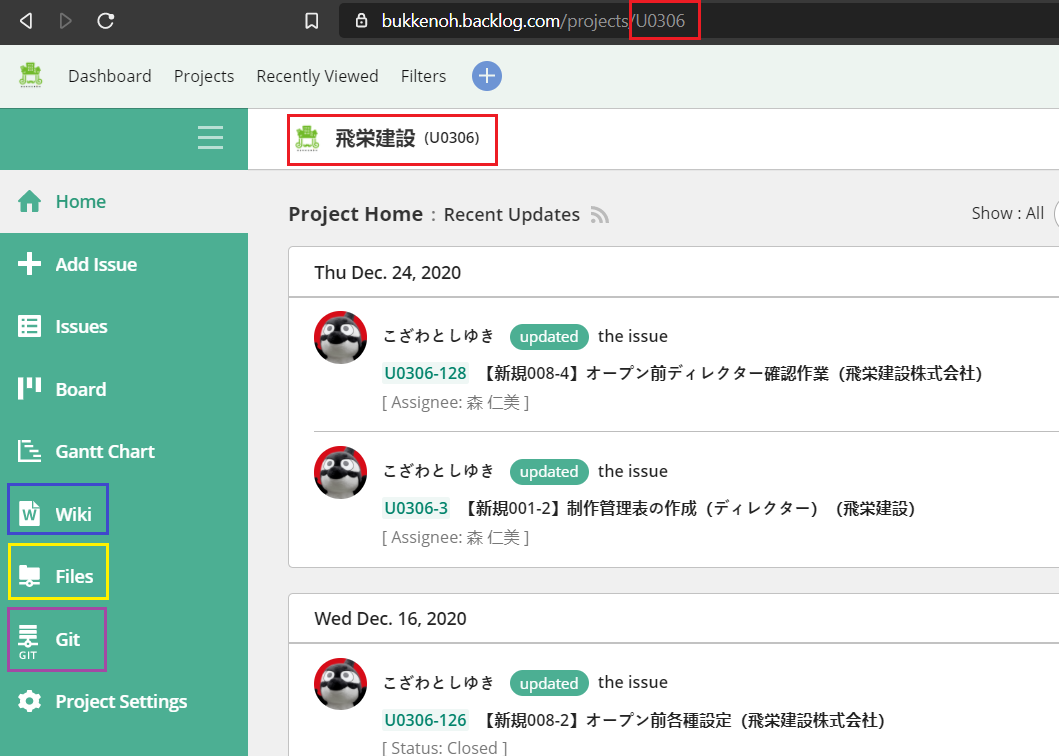 bukkenoh.backlog.com/projects/U0306
Dashboard Projects Recently Viewed Filters
飛栄建設 (U0306)
Home
Add Issue
Issues
Board
Gantt Chart
Wiki
Files
GIT Git
Project Settings
Project Home : Recent Updates
Show : All
Thu Dec. 24, 2020
こざわとしゆき updated the issue
U0306-128 【新規008-4】オープン前ディレクター確認作業（飛栄建設株式会社）
[ Assignee: 森 仁美 ]
こざわとしゆき updated the issue
U0306-3 【新規001-2】制作管理表の作成（ディレクター）（飛栄建設）
[ Assignee: 森 仁美 ]
Wed Dec. 16, 2020
こざわとしゆき updated the issue
U0306-126 【新規008-2】オープン前各種設定（飛栄建設株式会社）
[ Status: Closed ]